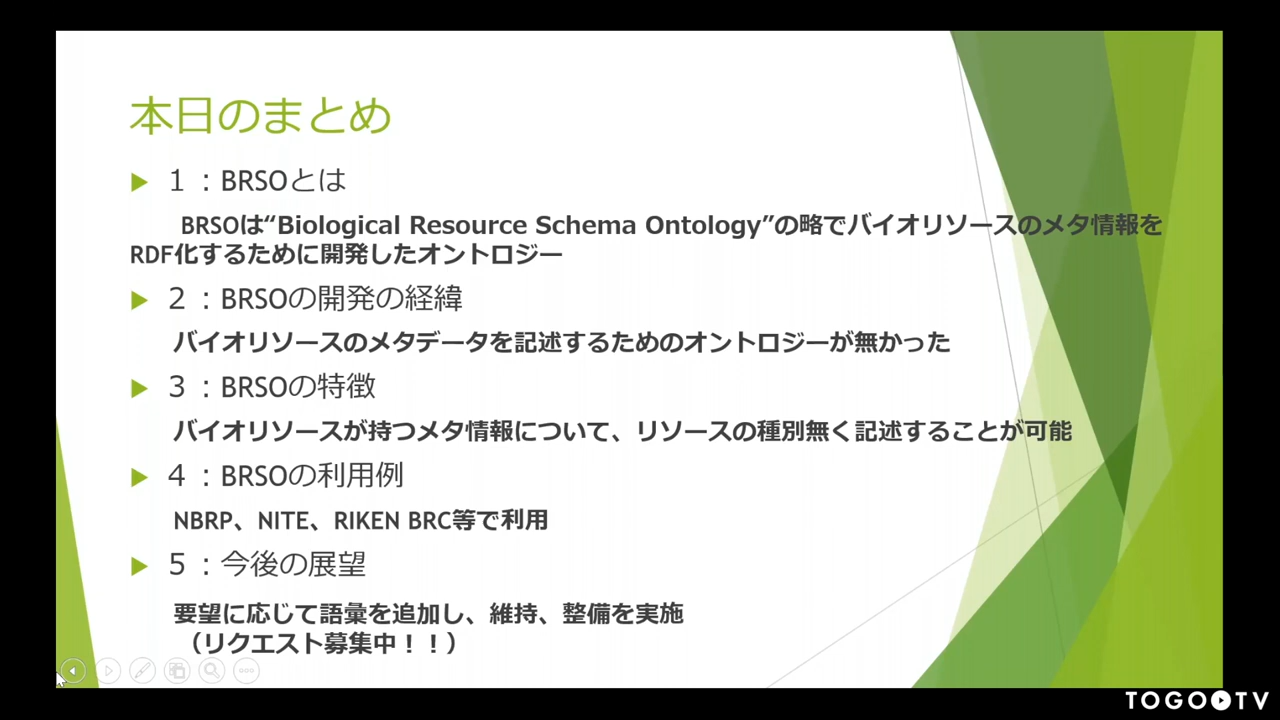 本日のまとめ
１：BRSOとは
BRSOは“Biological Resource Schema Ontology”の略でバイオリソースのメタ情報を
RDF化するために開発したオントロジー
２：BRSOの開発の経緯
バイオリソースのメタデータを記述するためのオントロジーが無かった
３：BRSOの特徴
バイオリソースが持つメタ情報について、リソースの種別無く記述することが可能
４：BRSOの利用例
NBRP、NITE、RIKEN BRC等で利用
５：今後の展望
要望に応じて語彙を追加し、維持、整備を実施
（リクエスト募集中！！）
TOGOTV